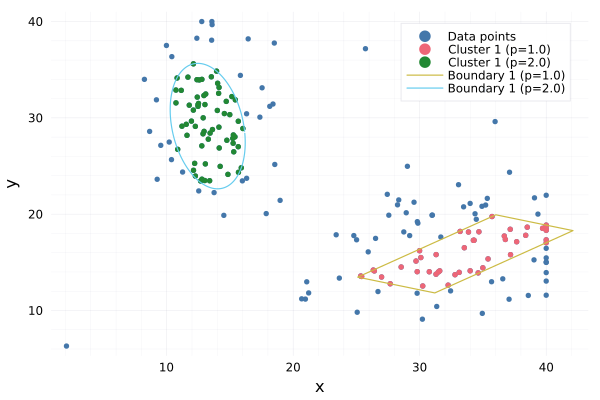 40
30
20
10
10
20
30
40
x
y
Data points
Cluster 1 (p=1.0)
Cluster 1 (p=2.0)
Boundary 1 (p=1.0)
Boundary 1 (p=2.0)